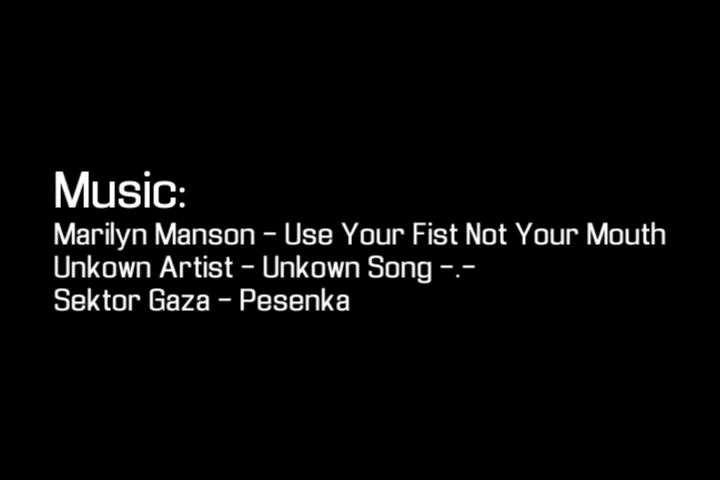 Music:
Marilyn Manson - Use Your Fist Not Your Mouth
Unkown Artist - Unkown Song -.-
Sektor Gaza - Pesenka